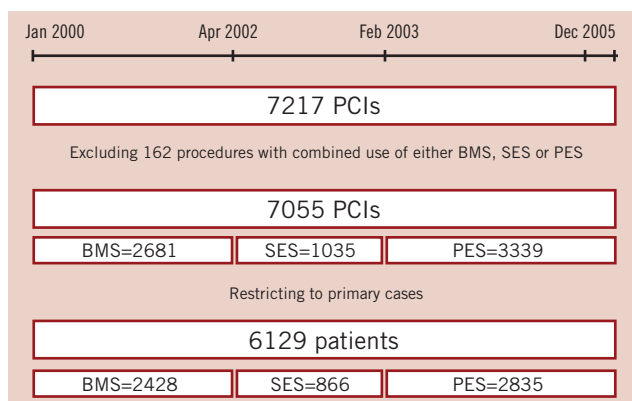 Jan 2000 Apr 2002 Feb 2003 Dec 2005
7217 PCIs
Excluding 162 procedures with combined use of either BMS, SES or PES
7055 PCIs
BMS=2681 SES=1035 PES=3339
Restricting to primary cases
6129 patients
BMS=2428 SES=866 PES=2835